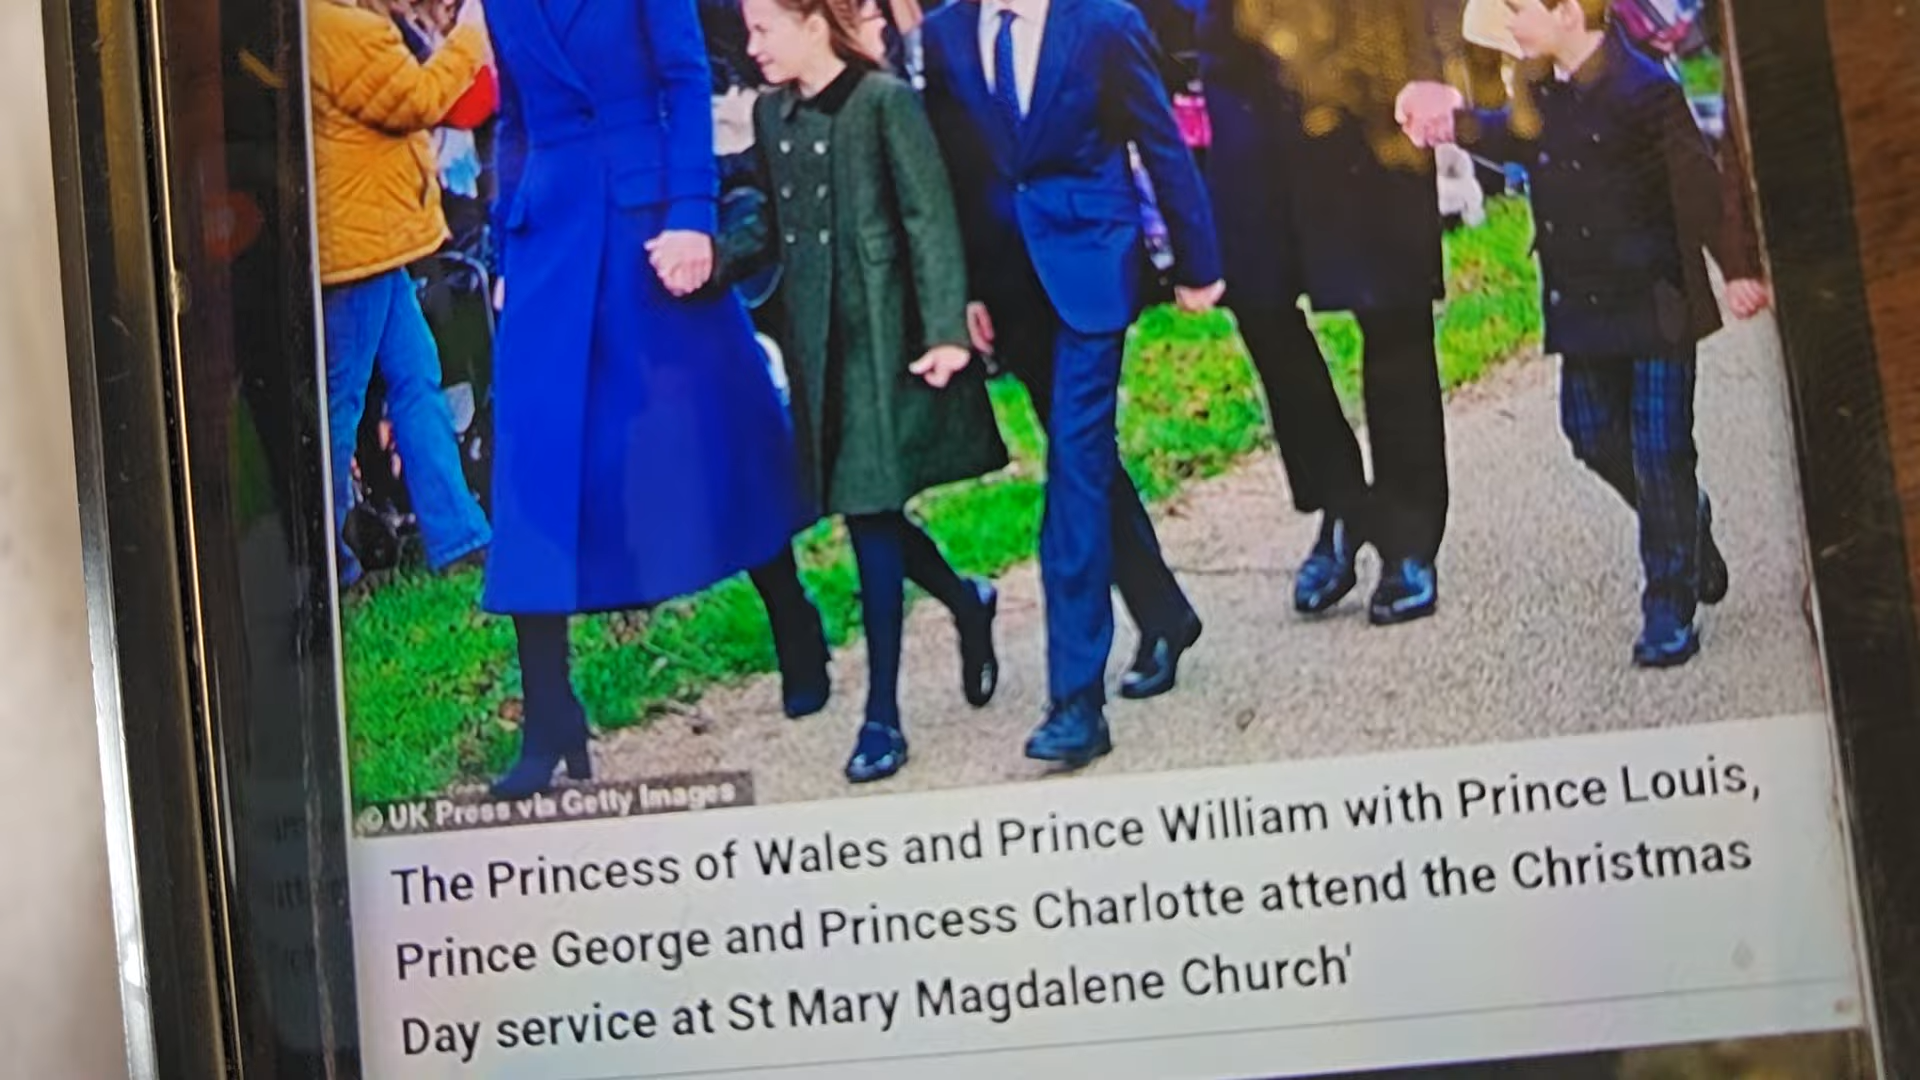 © UK Press via Getty Images
The Princess of Wales and Prince William with Prince Louis,
Prince George and Princess Charlotte attend the Christmas
Day service at St Mary Magdalene Church'